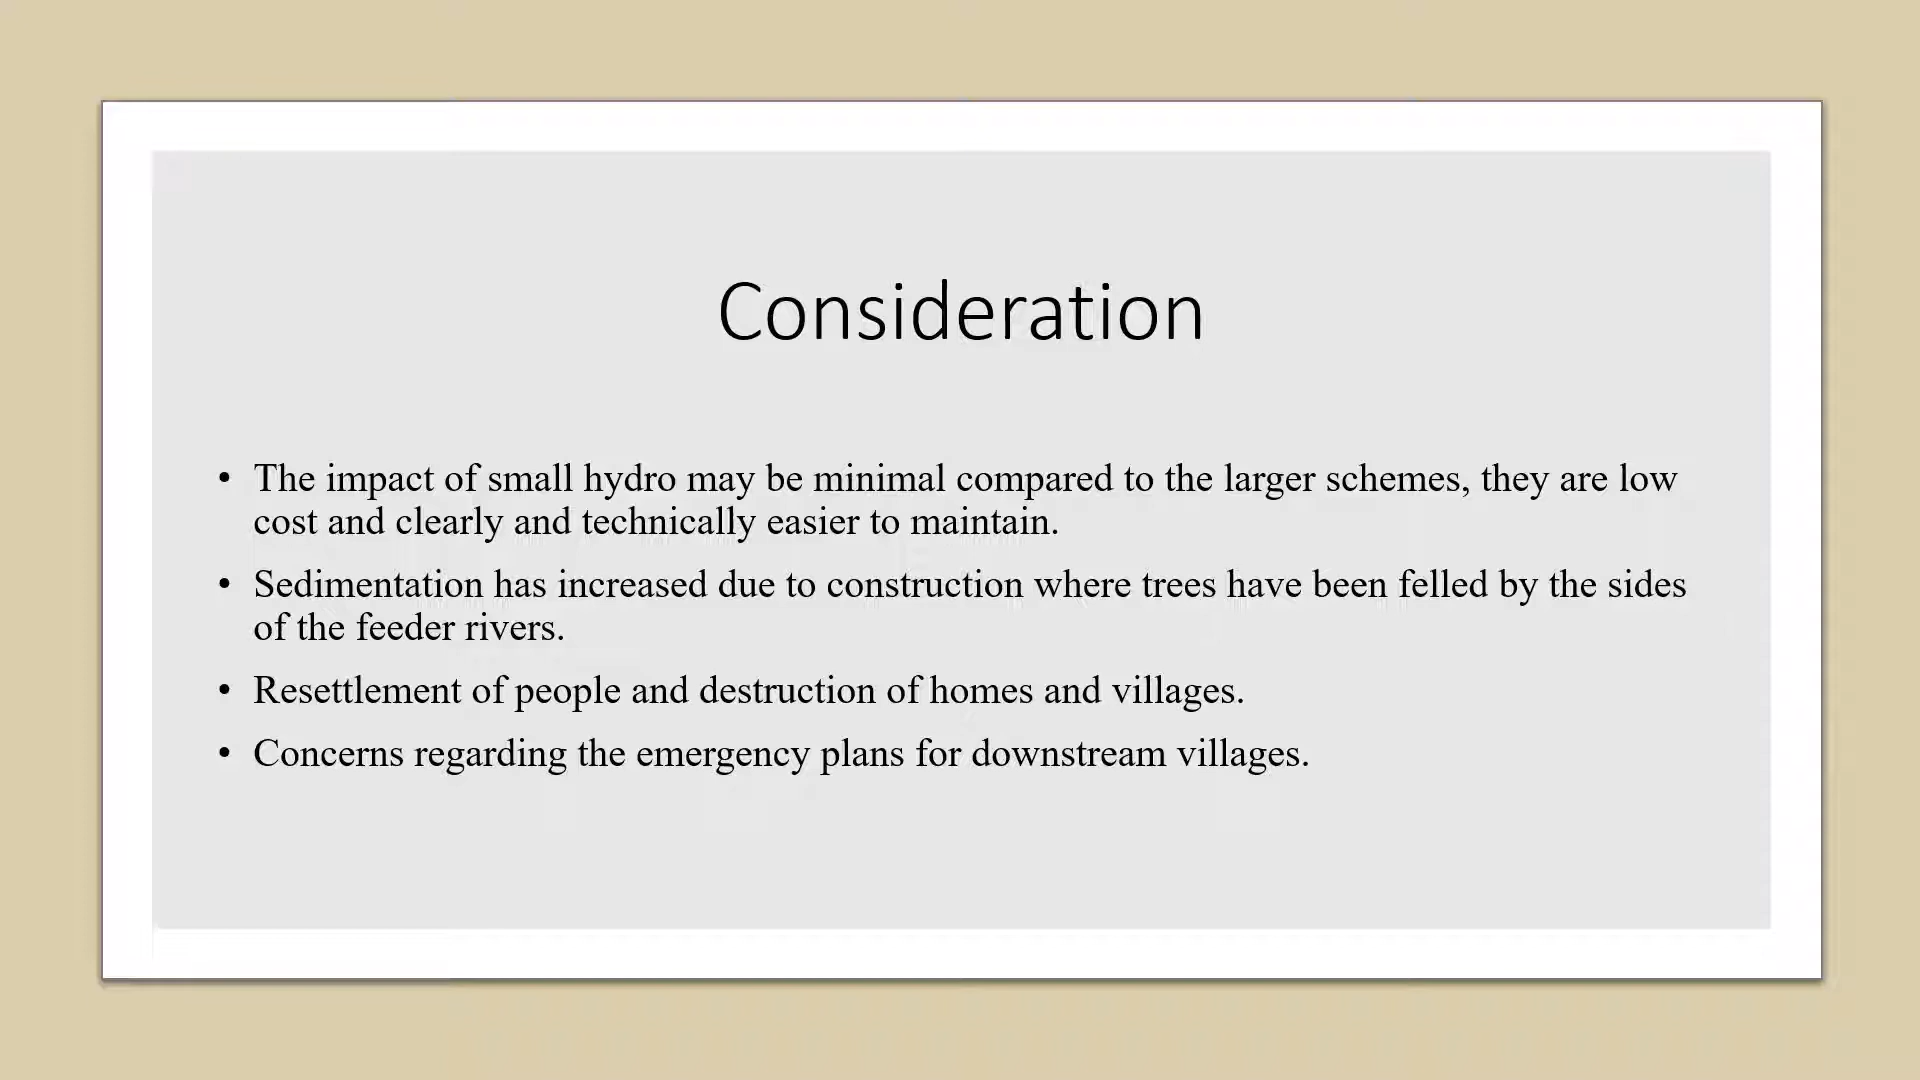 Consideration
• The impact of small hydro may be minimal compared to the larger schemes, they are low
cost and clearly and technically easier to maintain.
• Sedimentation has increased due to construction where trees have been felled by the sides
of the feeder rivers.
• Resettlement of people and destruction of homes and villages.
• Concerns regarding the emergency plans for downstream villages.